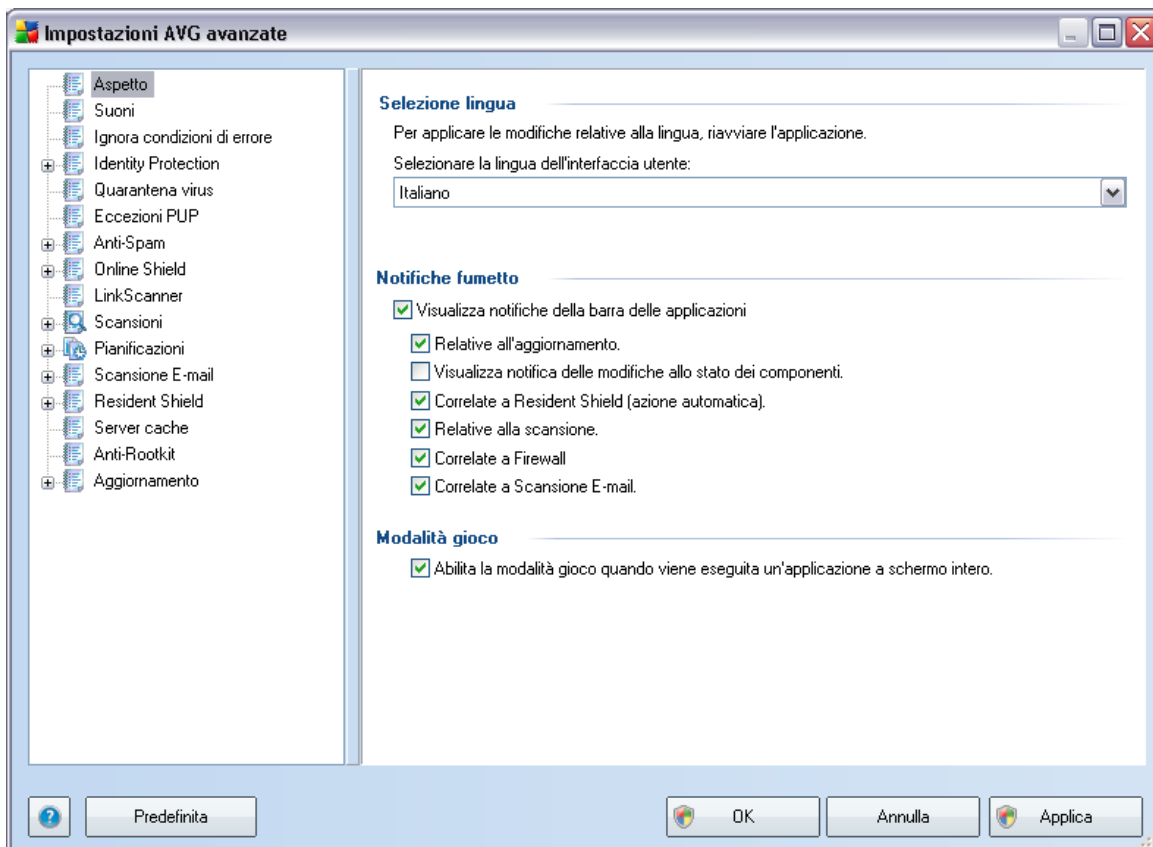 Impostazioni AVG avanzate
Aspetto
Suoni
Ignora condizioni di errore
Identity Protection
Quarantena virus
Eccezioni PUP
Anti-Spam
Online Shield
LinkScanner
Scansioni
Pianificazioni
Scansione E-mail
Resident Shield
Server cache
Anti-Rootkit
Aggiornamento
Selezione lingua
Per applicare le modifiche relative alla lingua, riavviare l'applicazione.
Selezionare la lingua dell'interfaccia utente:
Italiano
Notifiche fumetto
Visualizza notifiche della barra delle applicazioni
Relative all'aggiornamento.
Visualizza notifica delle modifiche allo stato dei componenti.
Correlate a Resident Shield (azione automatica).
Relative alla scansione.
Correlate a Firewall
Correlate a Scansione E-mail.
Modalità gioco
Abilita la modalità gioco quando viene eseguita un'applicazione a schermo intero.
Predefinita
OK
Annulla
Applica